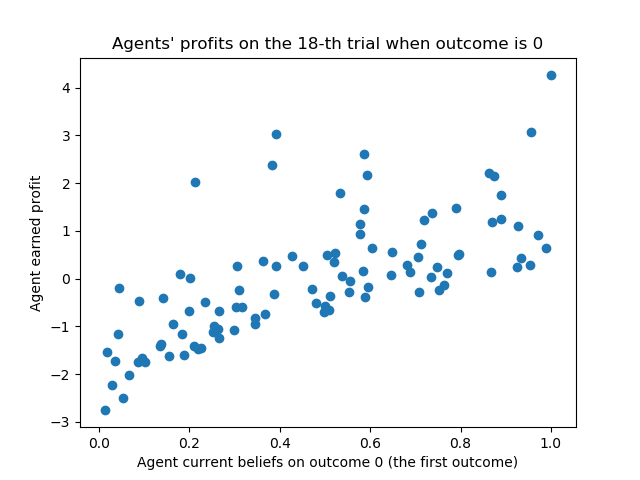 Agents' profits on the 18-th trial when outcome is 0
Agent earned profit
4
3
2
1
0
−1
−2
−3
0.0 0.2 0.4 0.6 0.8 1.0
Agent current beliefs on outcome 0 (the first outcome)